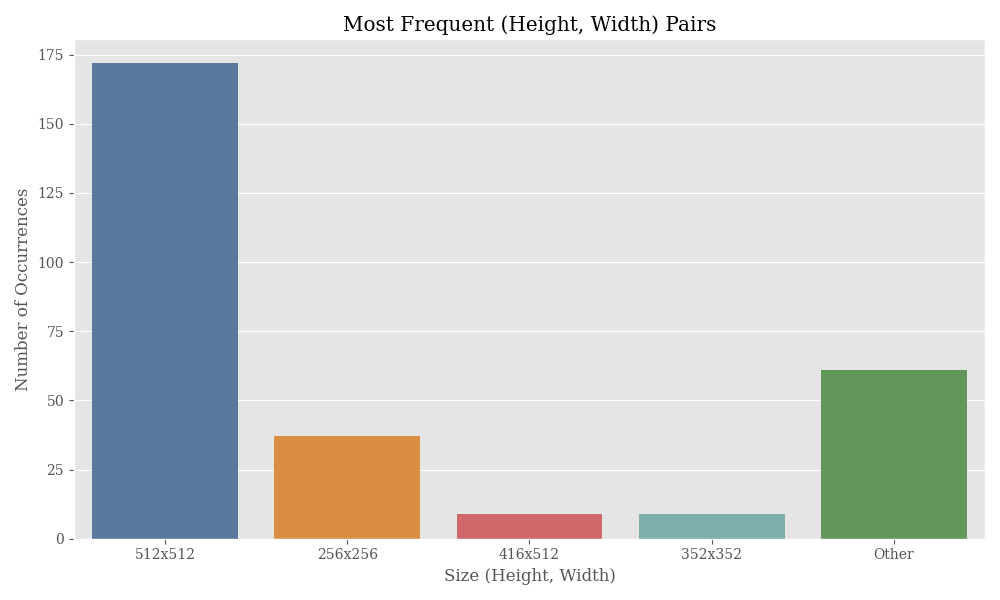 Most Frequent (Height, Width) Pairs
Number of Occurrences
175
150
125
100
75
50
25
0
512x512 256x256 416x512 352x352 Other
Size (Height, Width)